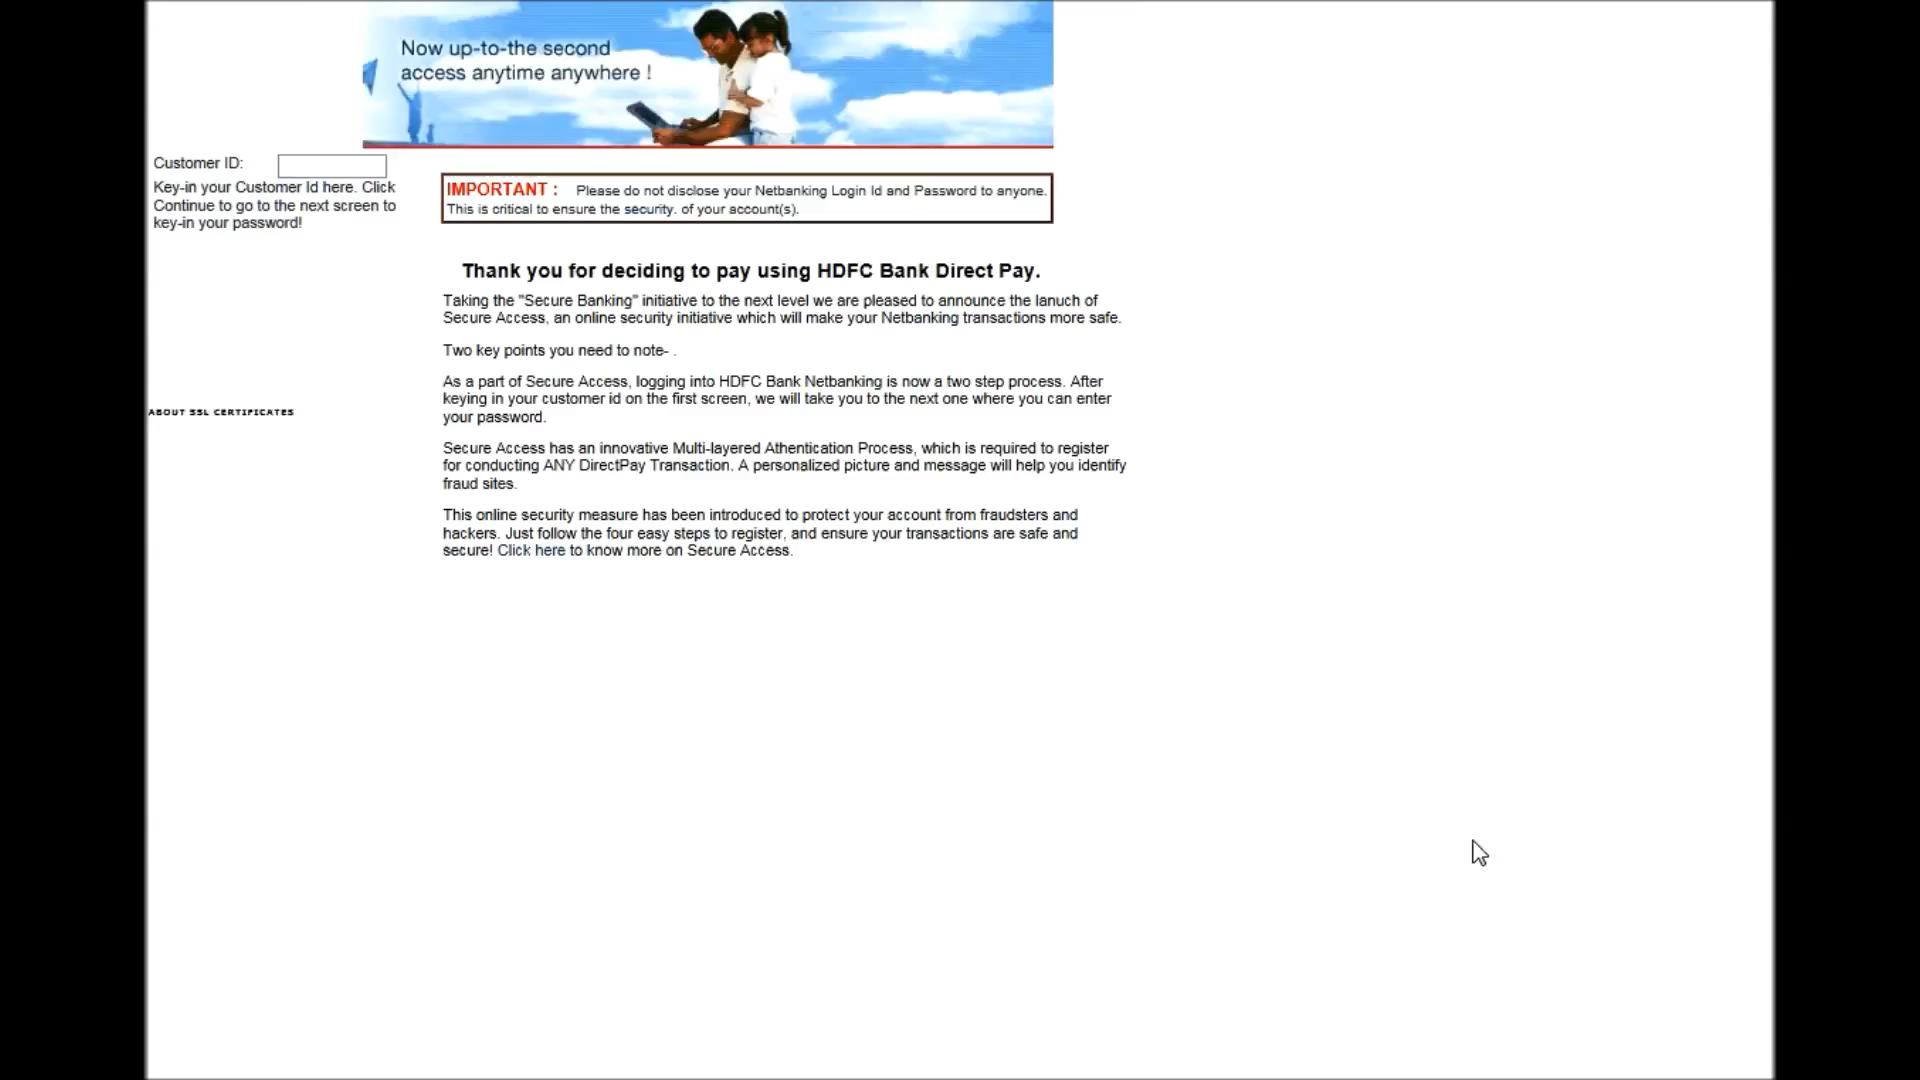 Now up-to-the second
access anytime anywhere !
Customer ID:
Key-in your Customer Id here. Click
Continue to go to the next screen to
key-in your password!
IMPORTANT : Please do not disclose your Netbanking Login Id and Password to anyone.
This is critical to ensure the security. of your account(s).
Thank you for deciding to pay using HDFC Bank Direct Pay.
Taking the "Secure Banking" initiative to the next level we are pleased to announce the lanuch of
Secure Access, an online security initiative which will make your Netbanking transactions more safe.
Two key points you need to note- .
As a part of Secure Access, logging into HDFC Bank Netbanking is now a two step process. After
keying in your customer id on the first screen, we will take you to the next one where you can enter
your password.
ABOUT SSL CERTIFICATES
Secure Access has an innovative Multi-layered Athentication Process, which is required to register
for conducting ANY DirectPay Transaction. A personalized picture and message will help you identify
fraud sites.
This online security measure has been introduced to protect your account from fraudsters and
hackers. Just follow the four easy steps to register, and ensure your transactions are safe and
secure! Click here to know more on Secure Access.